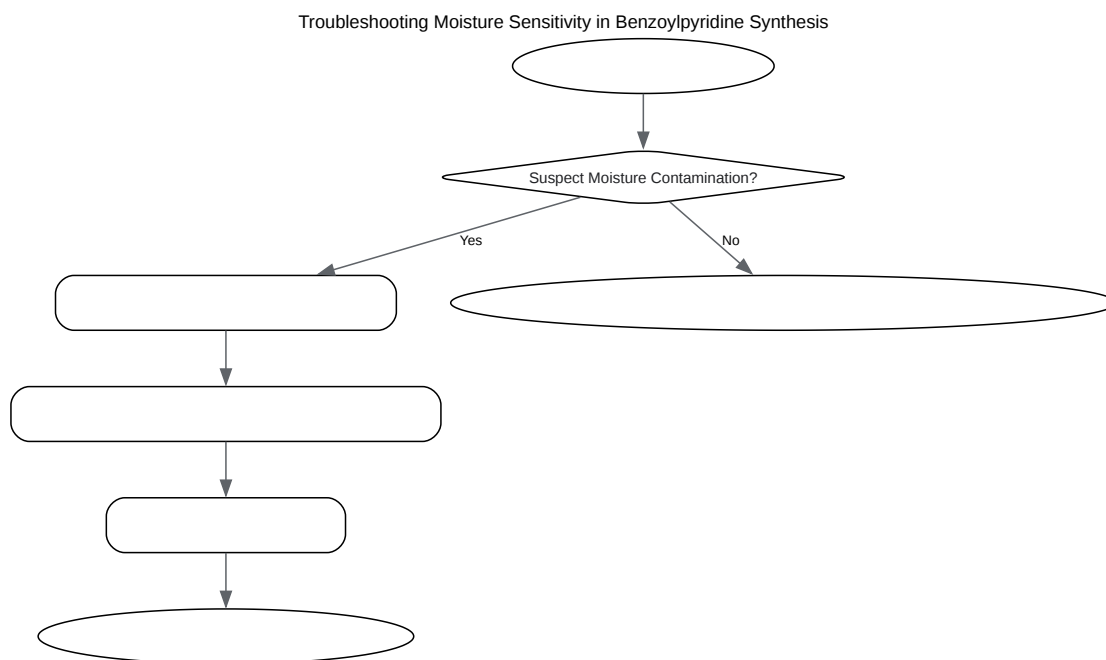 Troubleshooting Moisture Sensitivity in Benzoylpyridine Synthesis
Suspect Moisture Contamination?
Yes
No